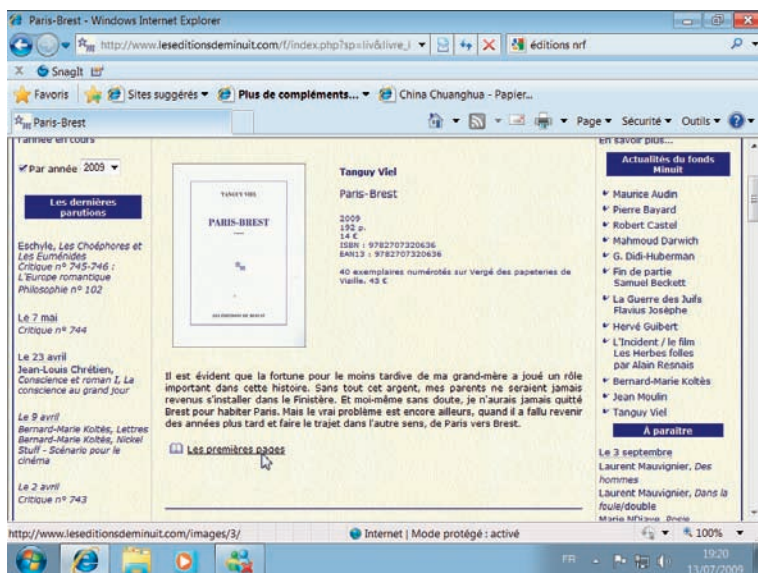 Paris-Brest - Windows Internet Explorer
http://www.leseditionsdeminuit.com/f/index.php?sp=liv&livre_i
éditions nrf
X SnagIt
Favoris Sites suggérés Plus de compléments... China Chuanghua - Papier...
Paris-Brest
Page Sécurité Outils
l'année en cours
Par année 2009
Les dernières
parutions
Eschyle, Les Choéphores et
Les Euménides
Critique n° 745-746 :
L'Europe romantique
Philosophie n° 102
Le 7 mai
Critique n° 744
Le 23 avril
Jean-Louis Chrétien,
Conscience et roman I, La
conscience au grand jour
Le 9 avril
Bernard-Marie Koltès, Lettres
Bernard-Marie Koltès, Nickel
Stuff - Scénario pour le
cinéma
Le 2 avril
Critique n° 743
TANGUY VIEL
PARIS-BREST
LES ÉDITIONS DE MINUIT
Tanguy Viel
Paris-Brest
2009
192 p.
14 €
ISBN : 9782707320636
EAN13 : 9782707320636
40 exemplaires numérotés sur Vergé des papeteries de
Vizille. 43 €
Il est évident que la fortune pour le moins tardive de ma grand-mère a joué un rôle
important dans cette histoire. Sans tout cet argent, mes parents ne seraient jamais
revenus s'installer dans le Finistère. Et moi-même sans doute, je n'aurais jamais quitté
Brest pour habiter Paris. Mais le vrai problème est encore ailleurs, quand il a fallu revenir
des années plus tard et faire le trajet dans l'autre sens, de Paris vers Brest.
Les premières pages
En savoir plus...
Actualités du fonds
Minuit
Maurice Audin
Pierre Bayard
Robert Castel
Mahmoud Darwich
G. Didi-Huberman
Fin de partie
Samuel Beckett
La Guerre des Juifs
Flavius Josèphe
Hervé Guibert
L'Incident / le film
Les Herbes folles
par Alain Resnais
Bernard-Marie Koltès
Jean Moulin
Tanguy Viel
À paraître
Le 3 septembre
Laurent Mauvignier, Des
hommes
Laurent Mauvignier, Dans la
foule/double
Marie NDiaye,
http://www.leseditionsdeminuit.com/images/3/
Internet | Mode protégé : activé
100%
FR
19:20
13/07/2009